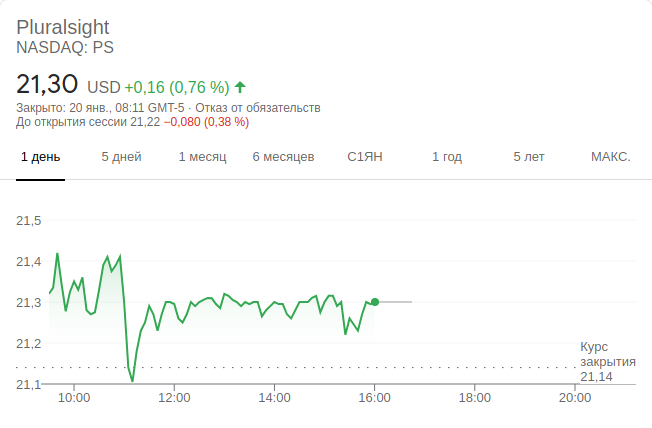 Pluralsight
NASDAQ: PS
21,30 USD +0,16 (0,76 %)
Закрыто: 20 янв., 08:11 GMT-5 · Отказ от обязательств
До открытия сессии 21,22 −0,080 (0,38 %)
1 день 5 дней 1 месяц 6 месяцев С1ЯН 1 год 5 лет МАКС.
21,5
21,4
21,3
21,2
21,1
Курс
закрытия
21,14
10:00 12:00 14:00 16:00 18:00 20:00